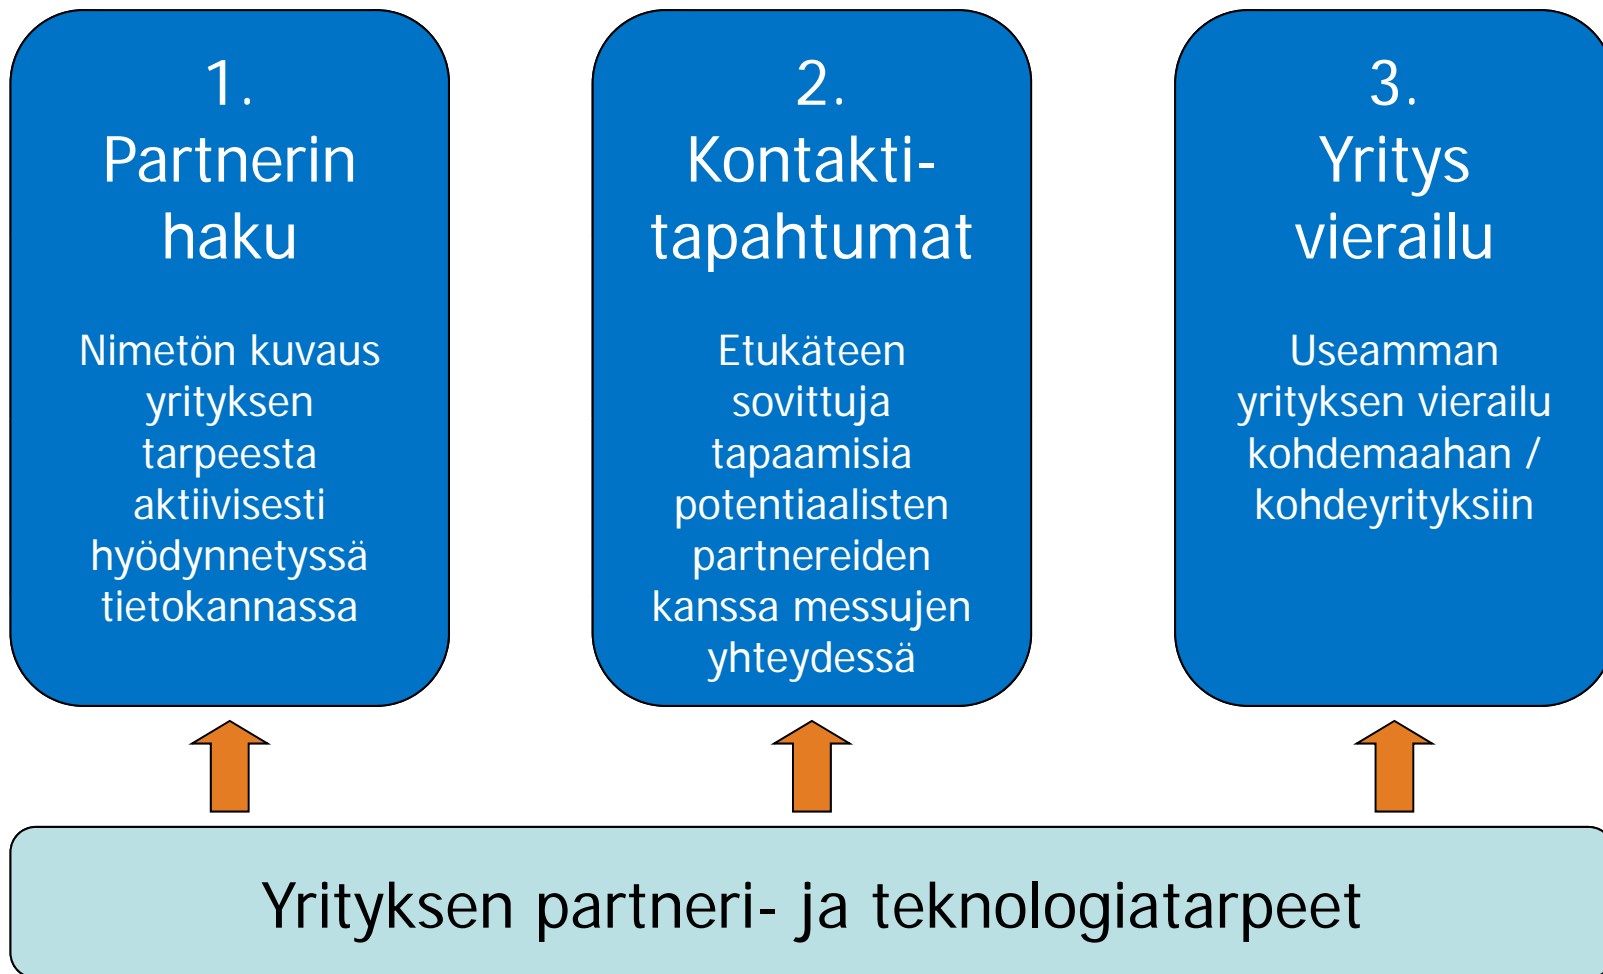 1.
Partnerin
haku
Nimetön kuvaus
yrityksen
tarpeesta
aktiivisesti
hyödynnetyssä
tietokannassa
2.
Kontakti-
tapahtumat
Etukäteen
sovittuja
tapaamisia
potentiaalisten
partnereiden
kanssa messujen
yhteydessä
3.
Yritys
vierailu
Useamman
yrityksen vierailu
kohdemaahan /
kohdeyrityksiin
Yrityksen partneri- ja teknologiatarpeet